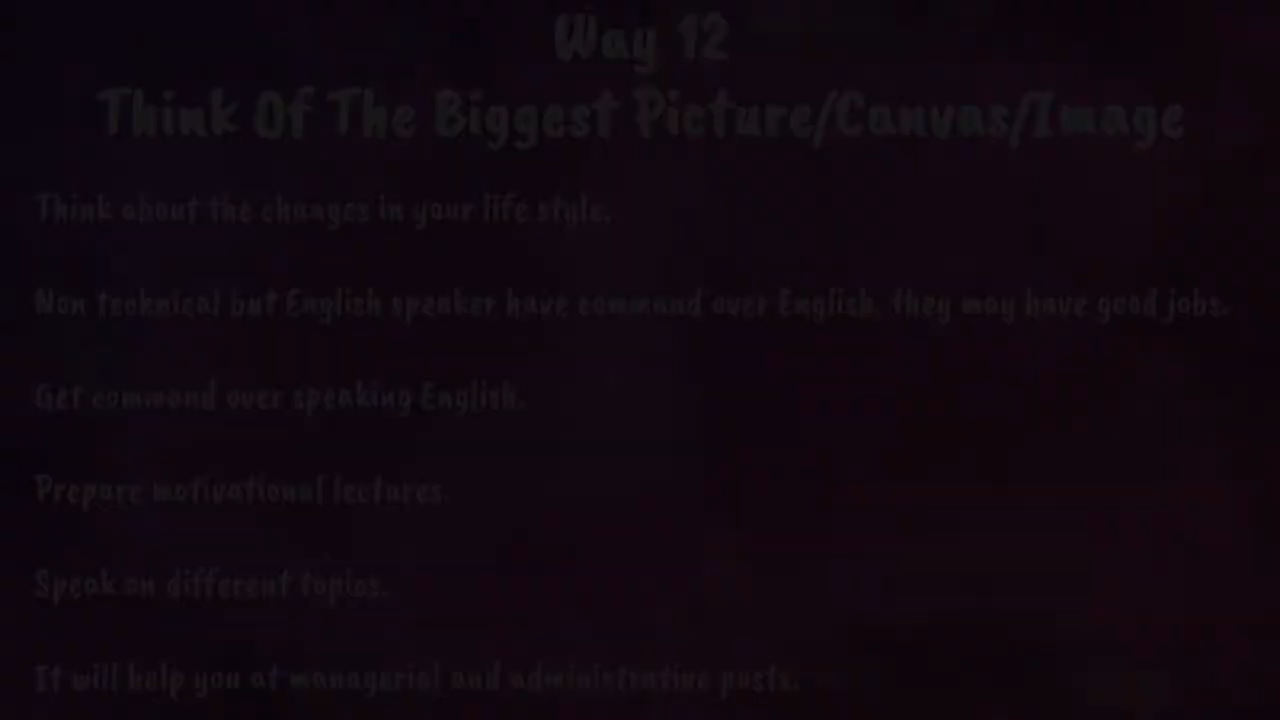 Way 12
Think Of The Biggest Picture/Canvas/Image
Think about the changes in your life style.
Non technical but English speaker have command over English, they may have good jobs.
Get command over speaking English.
Prepare motivational lectures.
Speak on different topics.
It will help you at managerial and administrative posts.